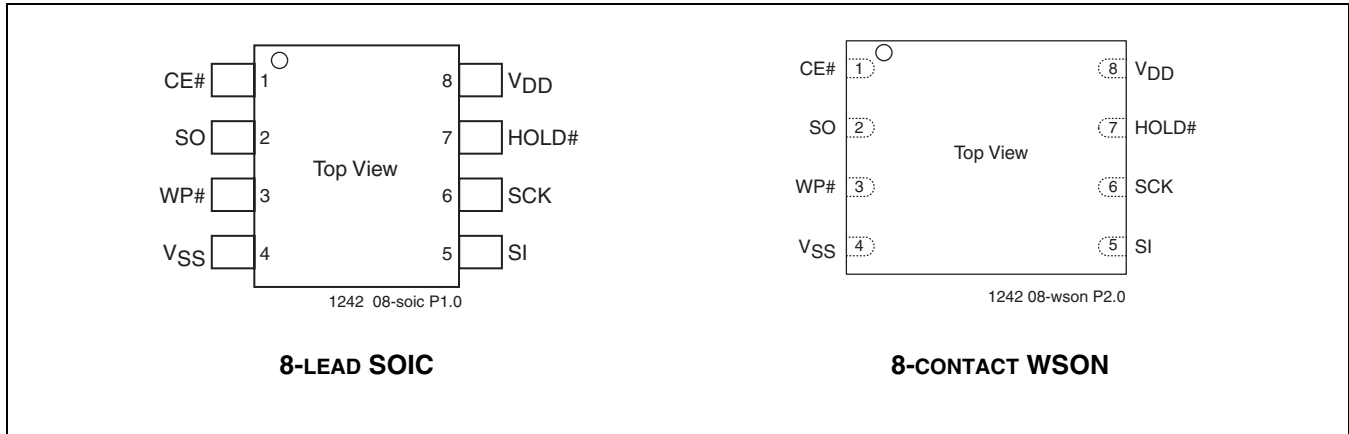 CE# 1 8 VDD
SO 2 7 HOLD#
Top View
WP# 3 6 SCK
VSS 4 5 SI
1242 08-soic P1.0
8-LEAD SOIC
CE# 1 8 VDD
SO 2 7 HOLD#
Top View
WP# 3 6 SCK
VSS 4 5 SI
1242 08-wson P2.0
8-CONTACT WSON